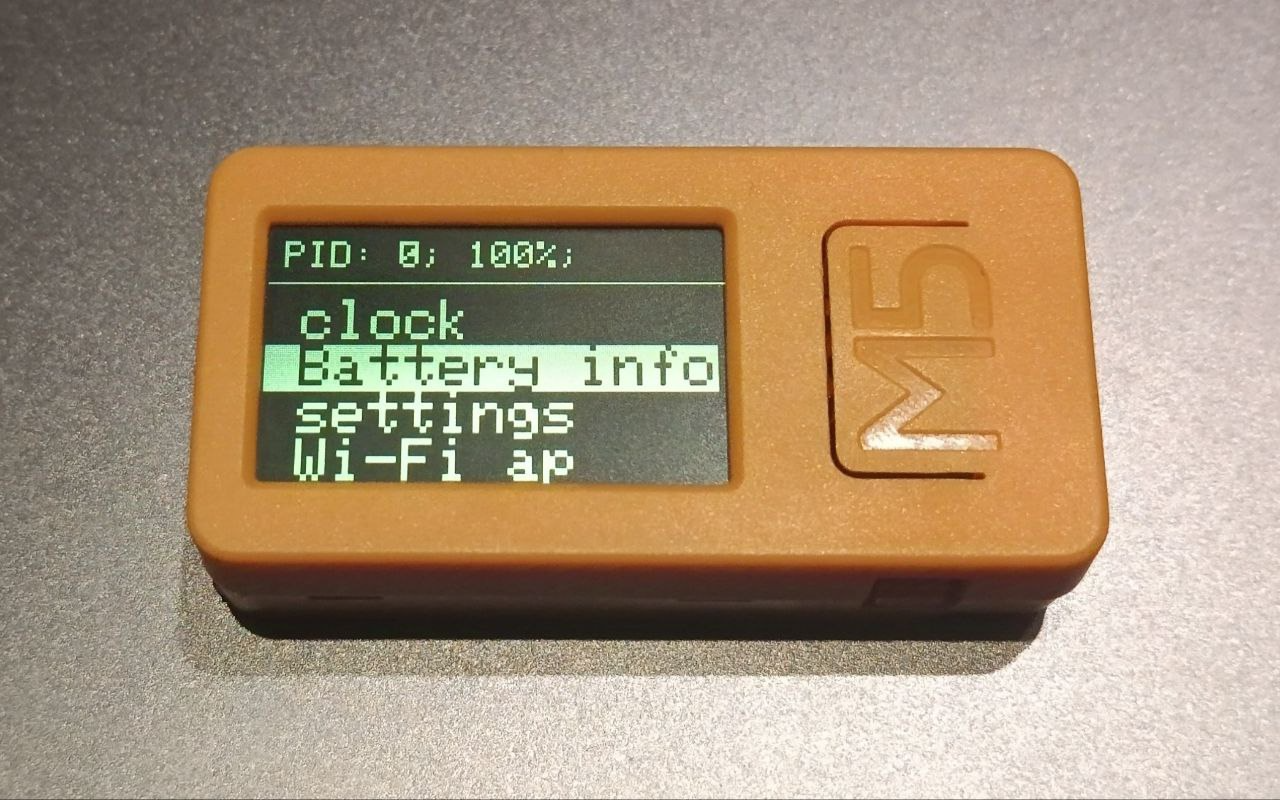 PID: 0; 100%;
clock
Battery info
settings
Wi-Fi ap
M5